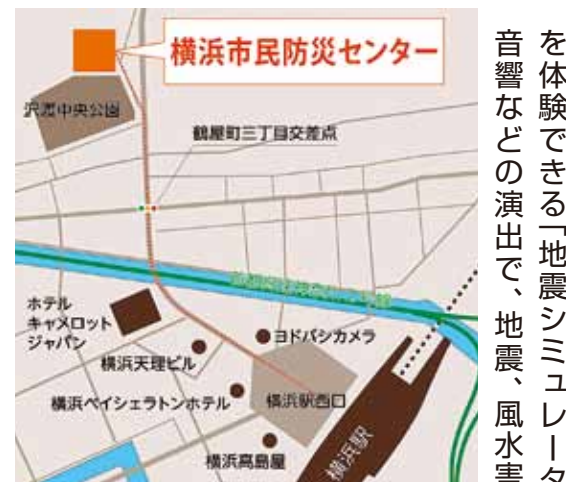 横浜市民防災センター
沢渡中央公園
鶴屋町三丁目交差点
ホテル
キャメロット
ジャパン
ヨドバシカメラ
横浜天理ビル
横浜ベイシェラトンホテル
横浜駅西口
横浜高島屋
横浜駅
を体験できる「地震シミュレータ
音響などの演出で、地震、風水害